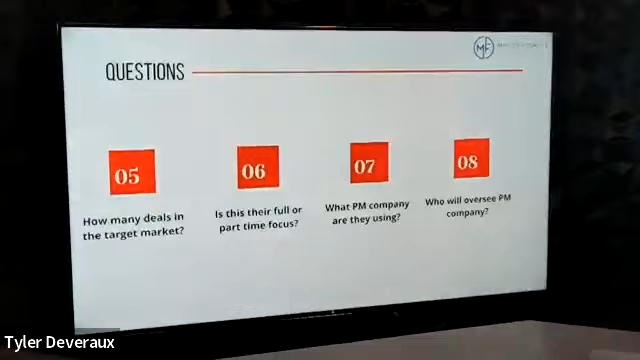 MF
QUESTIONS
05
06
07
08
How many deals in
the target market?
Is this their full or
part time focus?
What PM company
are they using?
Who will oversee PM
company?
Tyler Deveraux